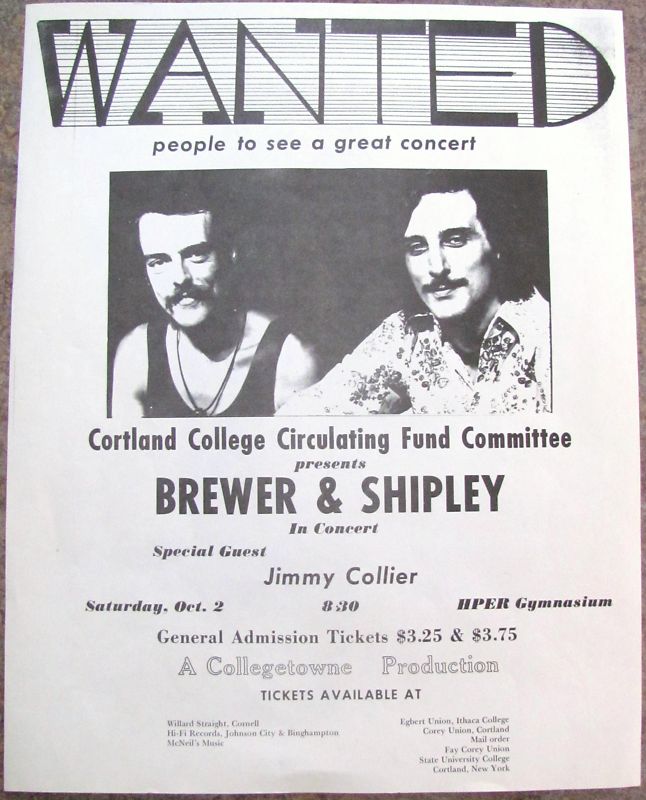 WANTED
people to see a great concert
Cortland College Circulating Fund Committee
presents
BREWER & SHIPLEY
In Concert
Special Guest
Jimmy Collier
Saturday, Oct. 2 8:30 HPER Gymnasium
General Admission Tickets $3.25 & $3.75
A Collegetowne Production
TICKETS AVAILABLE AT
Willard Straight, Cornell
Hi-Fi Records, Johnson City & Binghampton
McNeil's Music
Egbert Union, Ithaca College
Corey Union, Cortland
Mail order
Fay Corey Union
State University College
Cortland, New York